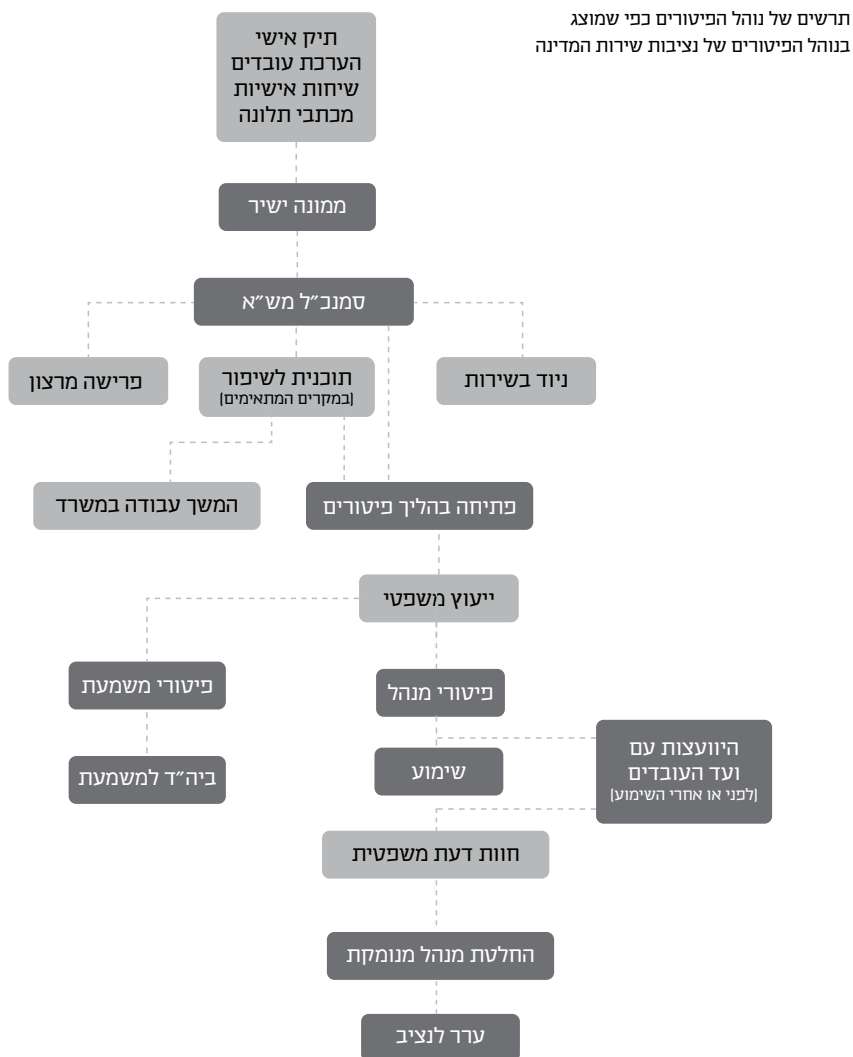 תרשים של נוהל הפיטורים כפי שמוצג
בנוהל הפיטורים של נציבות שירות המדינה
תיק אישי
הערכת עובדים
שיחות אישיות
מכתבי תלונה
ממונה ישיר
סמנכ״ל מש״א
ניוד בשירות
תוכנית לשיפור
(במקרים המתאימים)
פרישה מרצון
פתיחה בהליך פיטורים
המשך עבודה במשרד
ייעוץ משפטי
פיטורי מנהל
פיטורי משמעת
היוועצות עם
ועד העובדים
(לפני או אחרי השימוע)
שימוע
ביה״ד למשמעת
חוות דעת משפטית
החלטת מנהל מנומקת
ערר לנציב